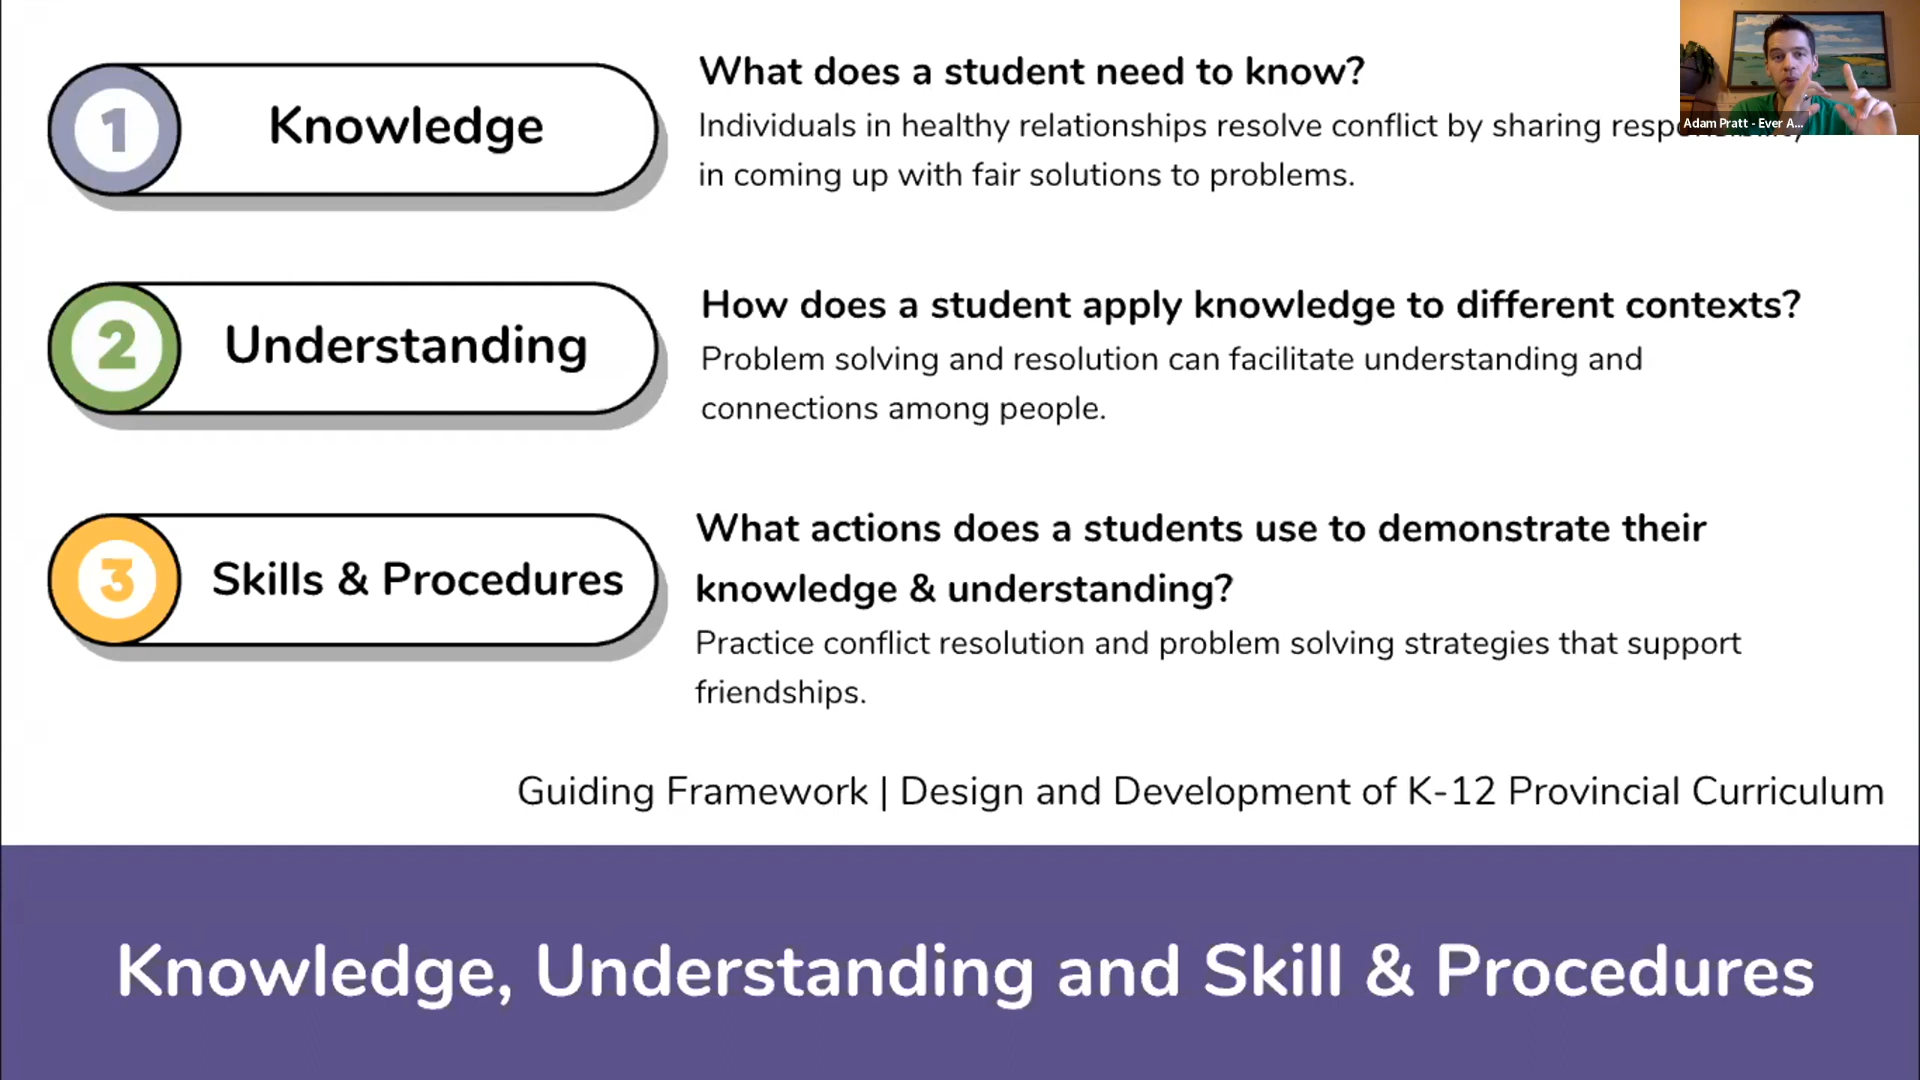 1
Knowledge
What does a student need to know?
Individuals in healthy relationships resolve conflict by sharing
in coming up with fair solutions to problems.
Adam Pratt - Ever A...
2
Understanding
How does a student apply knowledge to different contexts?
Problem solving and resolution can facilitate understanding and
connections among people.
3
Skills & Procedures
What actions does a students use to demonstrate their
knowledge & understanding?
Practice conflict resolution and problem solving strategies that support
friendships.
Guiding Framework | Design and Development of K-12 Provincial Curriculum
Knowledge, Understanding and Skill & Procedures